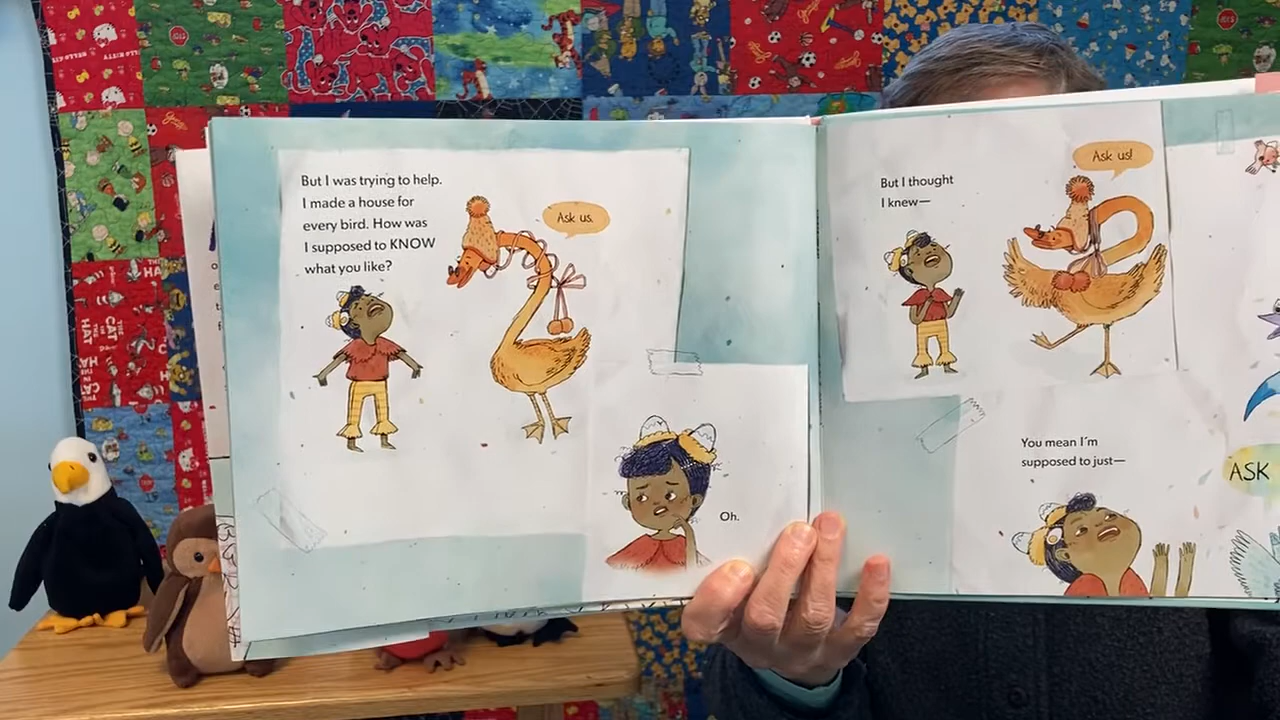 But I was trying to help.
I made a house for
every bird. How was
I supposed to KNOW
what you like?
Ask us.
Oh.
But I thought
I knew—
Ask us!
You mean I'm
supposed to just—
ASK